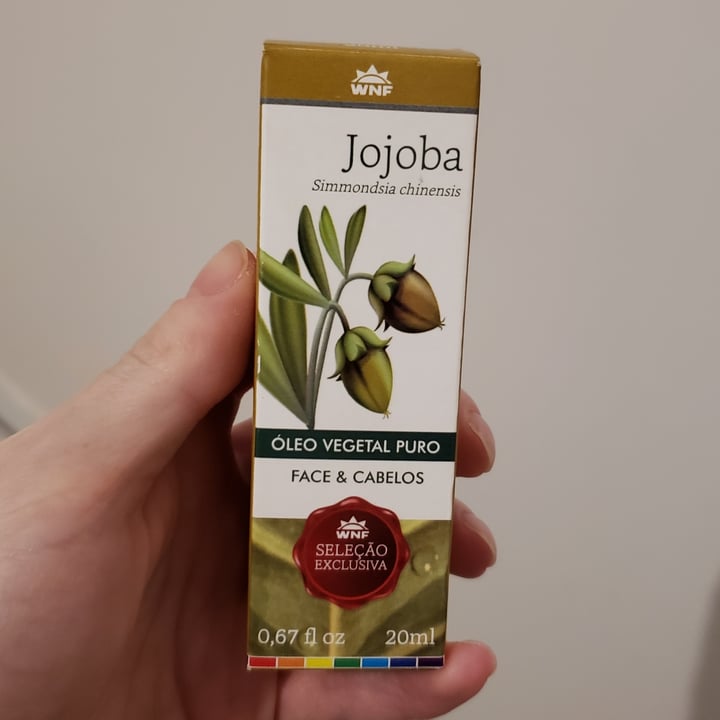 WNF
Jojoba
Simmondsia chinensis
ÓLEO VEGETAL PURO
FACE & CABELOS
WNF
SELEÇÃO
EXCLUSIVA
0,67 fl oz 20ml